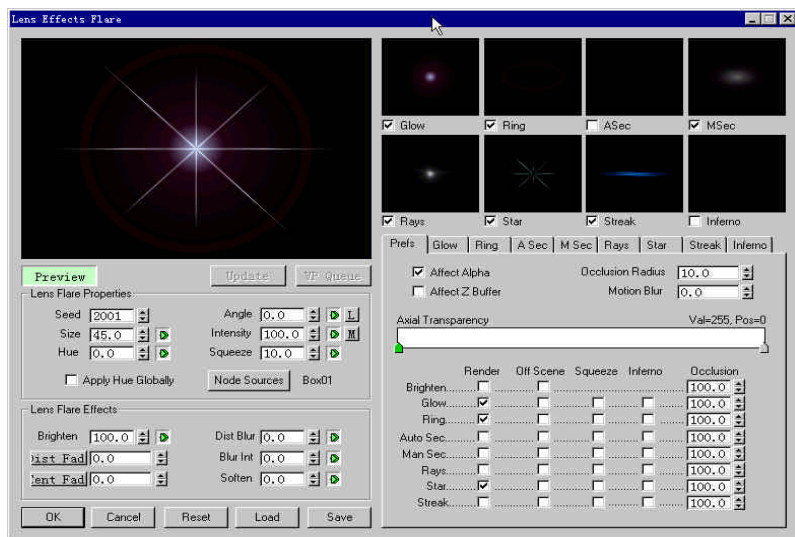 Lens Effects Flare
Glow Ring ASec MSec
Rays Star Streak Inferno
Preview Update VP Queue
Lens Flare Properties
Seed 2001 Angle 0.0 L
Size 45.0 Intensity 100.0 M
Hue 0.0 Squeeze 10.0
Apply Hue Globally Node Sources Box01
Lens Flare Effects
Brighten 100.0 Dist Blur 0.0
Dist Fad 0.0 Blur Int 0.0
Cent Fad 0.0 Soften 0.0
OK Cancel Reset Load Save
Prefs Glow Ring A Sec M Sec Rays Star Streak Inferno
Affect Alpha Occlusion Radius 10.0
Affect Z Buffer Motion Blur 0.0
Axial Transparency Val=255, Pos=0
Render Off Scene Squeeze Inferno Occlusion
Brighten 100.0
Glow 100.0
Ring 100.0
Auto Sec 100.0
Man Sec 100.0
Rays 100.0
Star 100.0
Streak 100.0